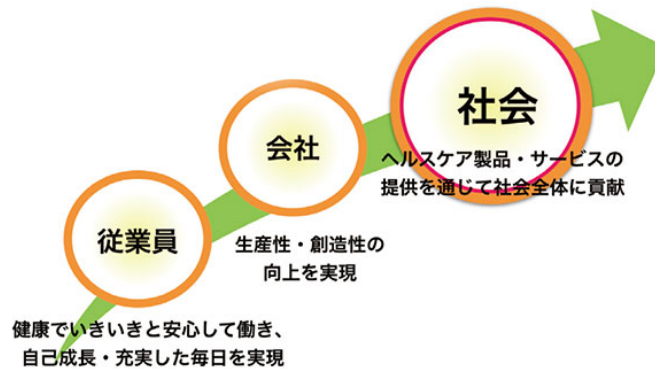 社会
ヘルスケア製品・サービスの
提供を通じて社会全体に貢献
会社
生産性・創造性の
向上を実現
従業員
健康でいきいきと安心して働き、
自己成長・充実した毎日を実現